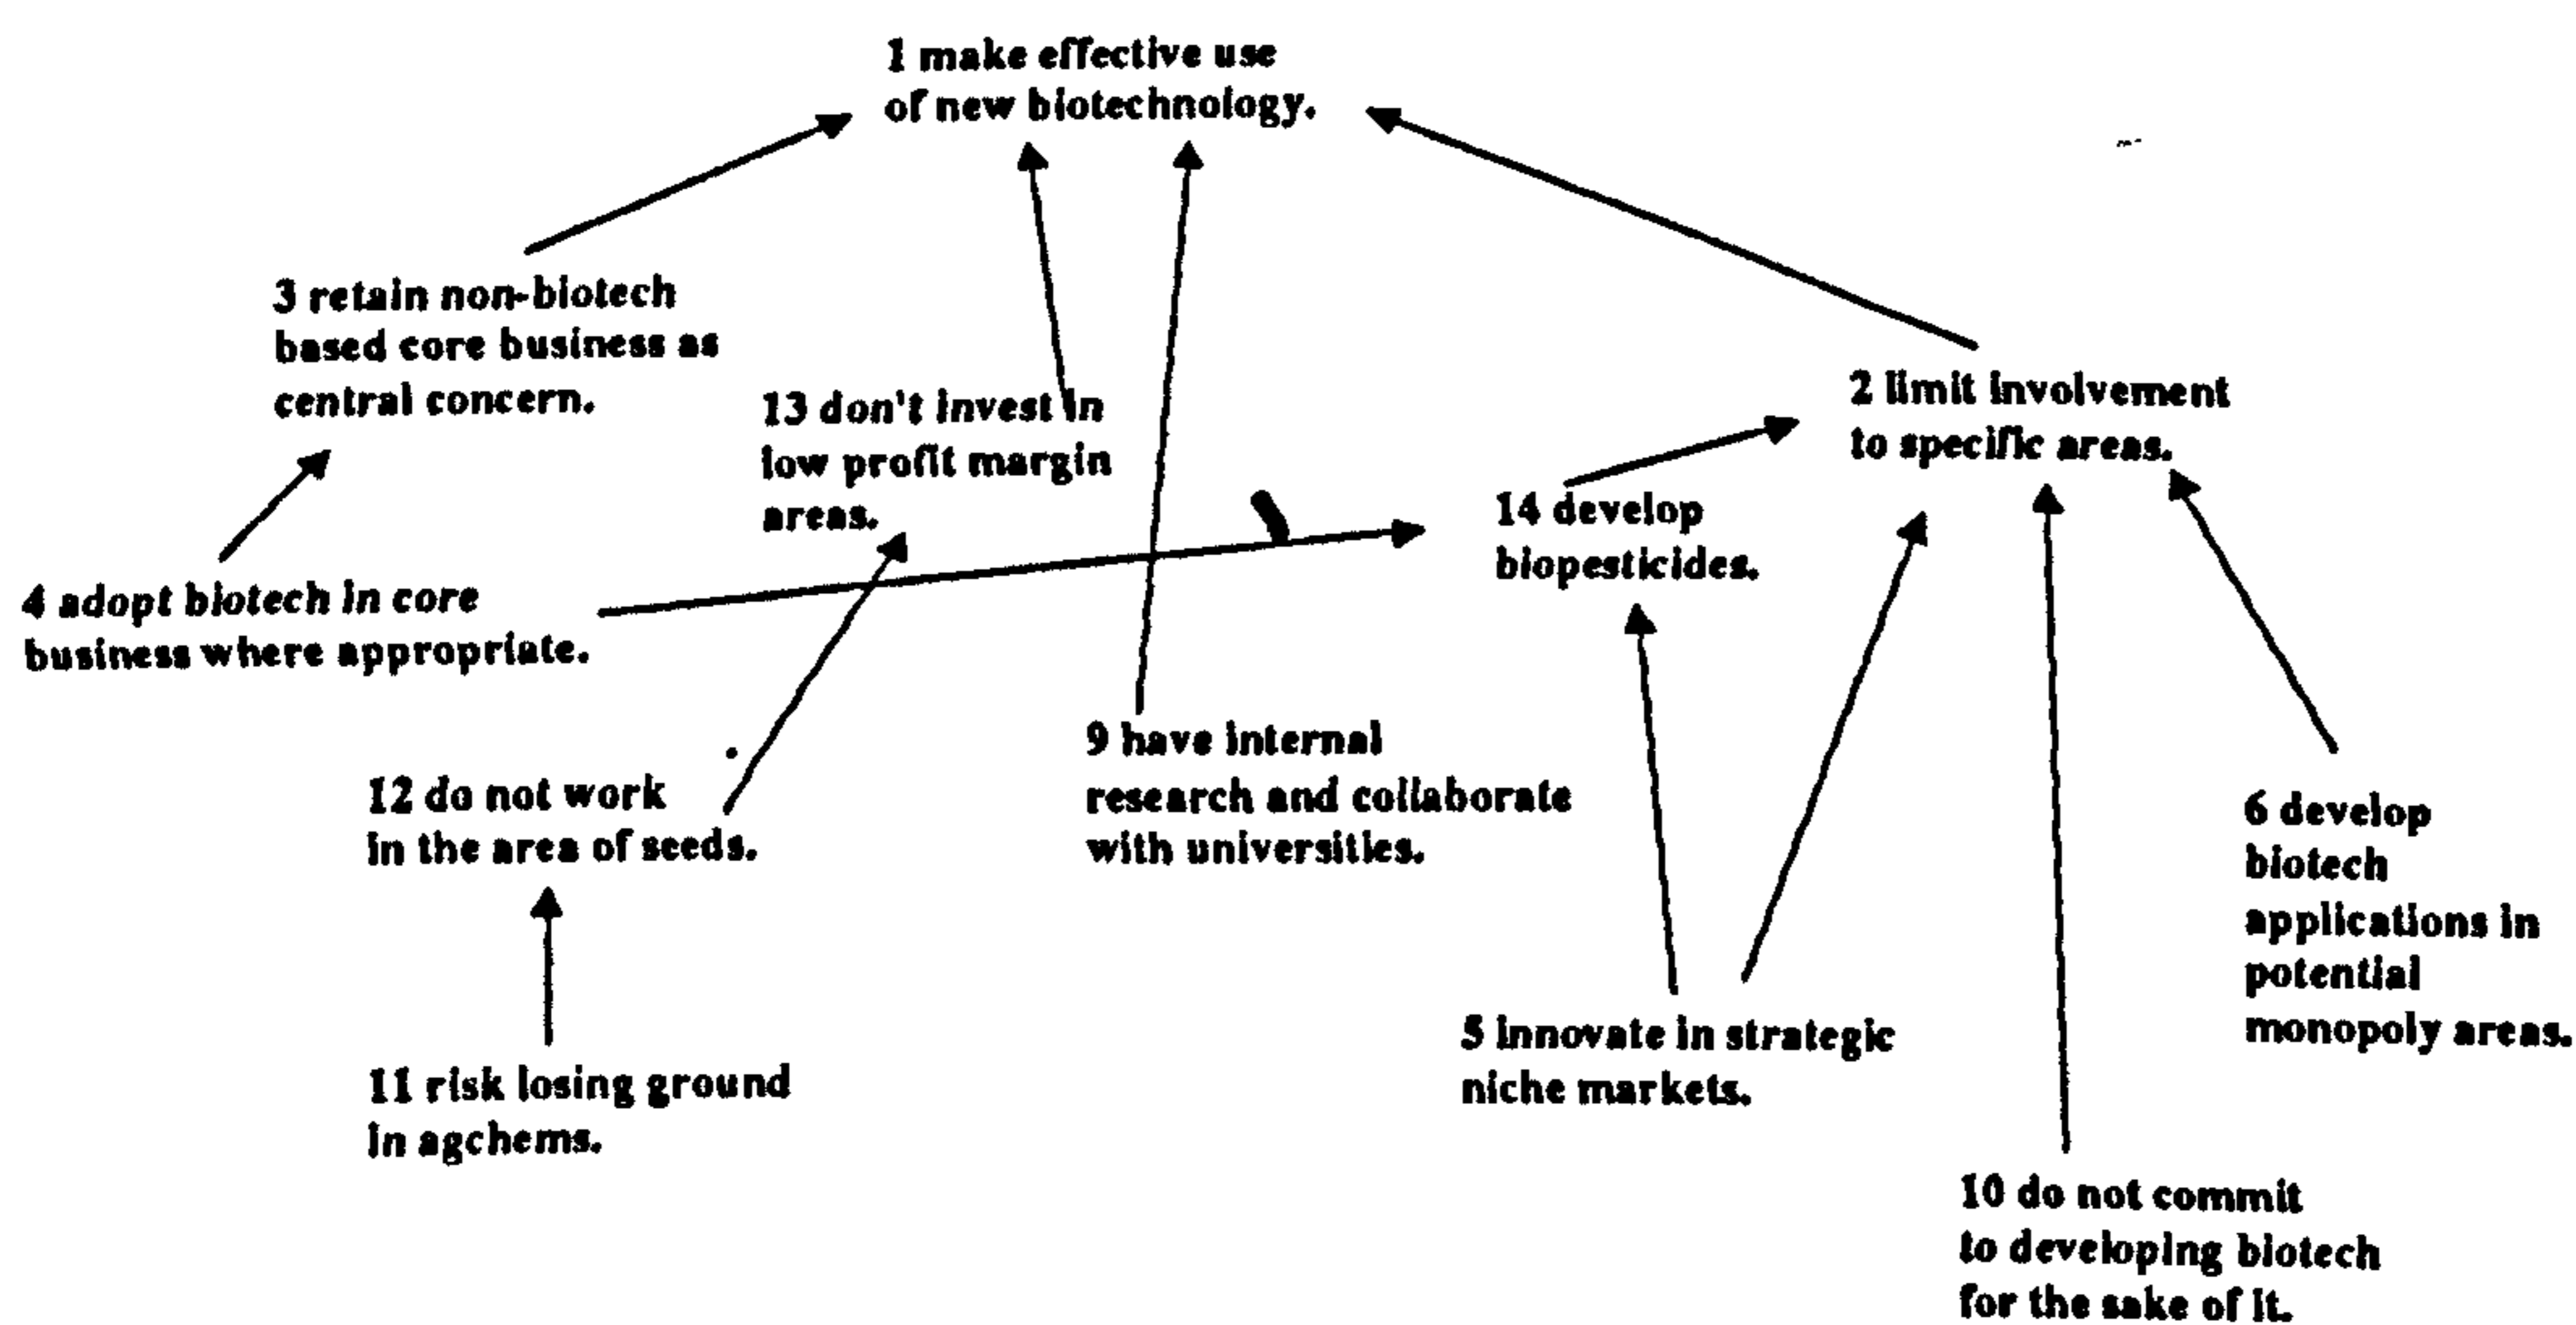 1 make effective use
of new biotechnology.
3 retain non-biotech
based core business as
central concern.
13 don't invest in
low profit margin
areas.
2 limit involvement
to specific areas.
14 develop
biopesticides.
4 adopt biotech in core
business where appropriate.
9 have internal
research and collaborate
with universities.
12 do not work
in the area of seeds.
6 develop
biotech
applications in
potential
monopoly areas.
5 innovate in strategic
niche markets.
11 risk losing ground
in agchems.
10 do not commit
to developing biotech
for the sake of it.